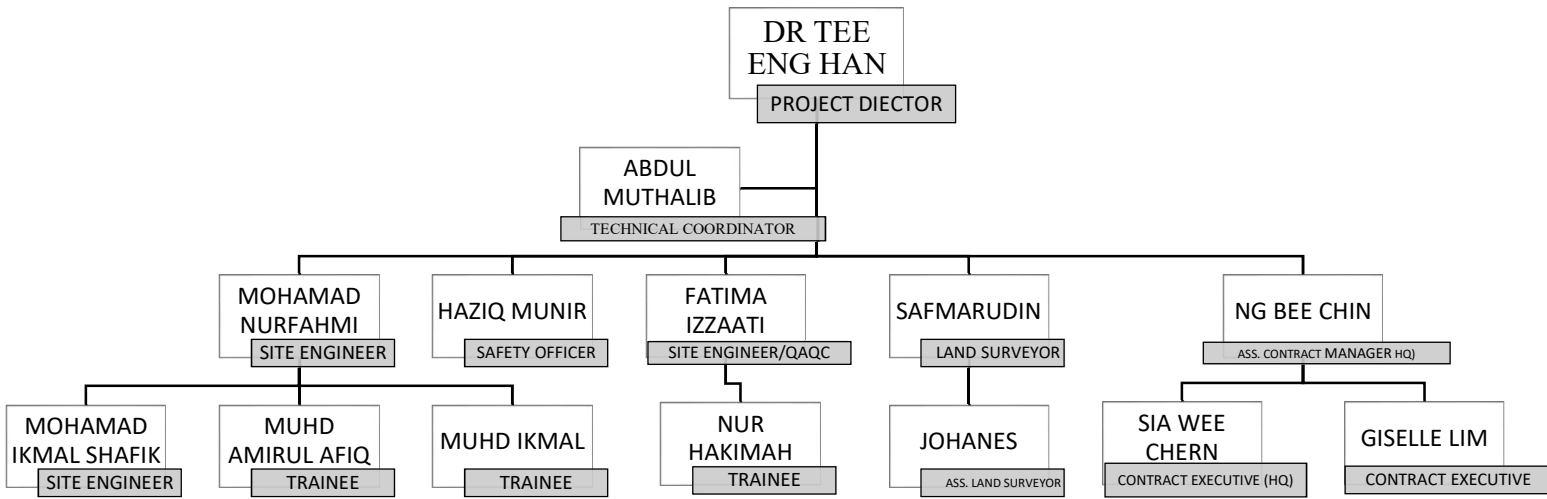 DR TEE
ENG HAN
PROJECT DIECTOR
ABDUL
MUTHALIB
TECHNICAL COORDINATOR
MOHAMAD
NURFAHMI
SITE ENGINEER
HAZIQ MUNIR
SAFETY OFFICER
FATIMA
IZZAATI
SITE ENGINEER/QAQC
SAFMARUDIN
LAND SURVEYOR
NG BEE CHIN
ASS. CONTRACT MANAGER HQ)
MOHAMAD
IKMAL SHAFIK
SITE ENGINEER
MUHD
AMIRUL AFIQ
TRAINEE
MUHD IKMAL
TRAINEE
NUR
HAKIMAH
TRAINEE
JOHANES
ASS. LAND SURVEYOR
SIA WEE
CHERN
CONTRACT EXECUTIVE (HQ)
GISELLE LIM
CONTRACT EXECUTIVE